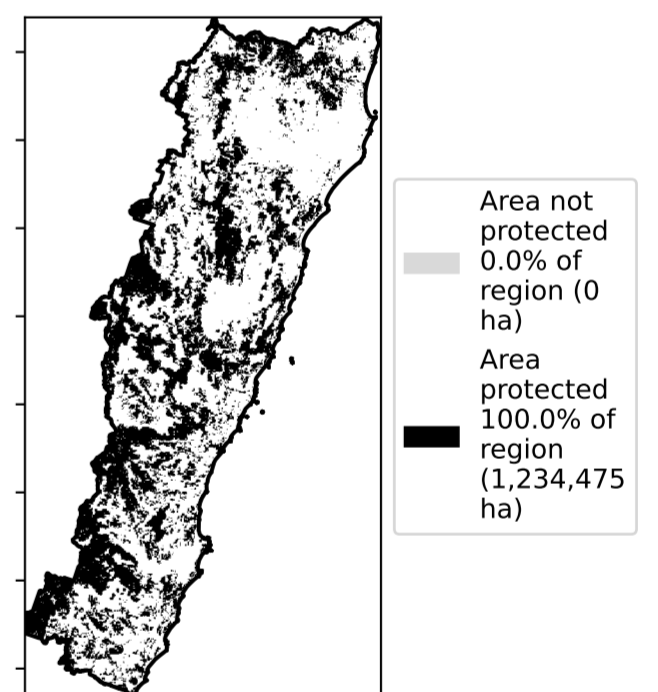 Area not
protected
0.0% of
region (0
ha)
Area
protected
100.0% of
region
(1,234,475
ha)